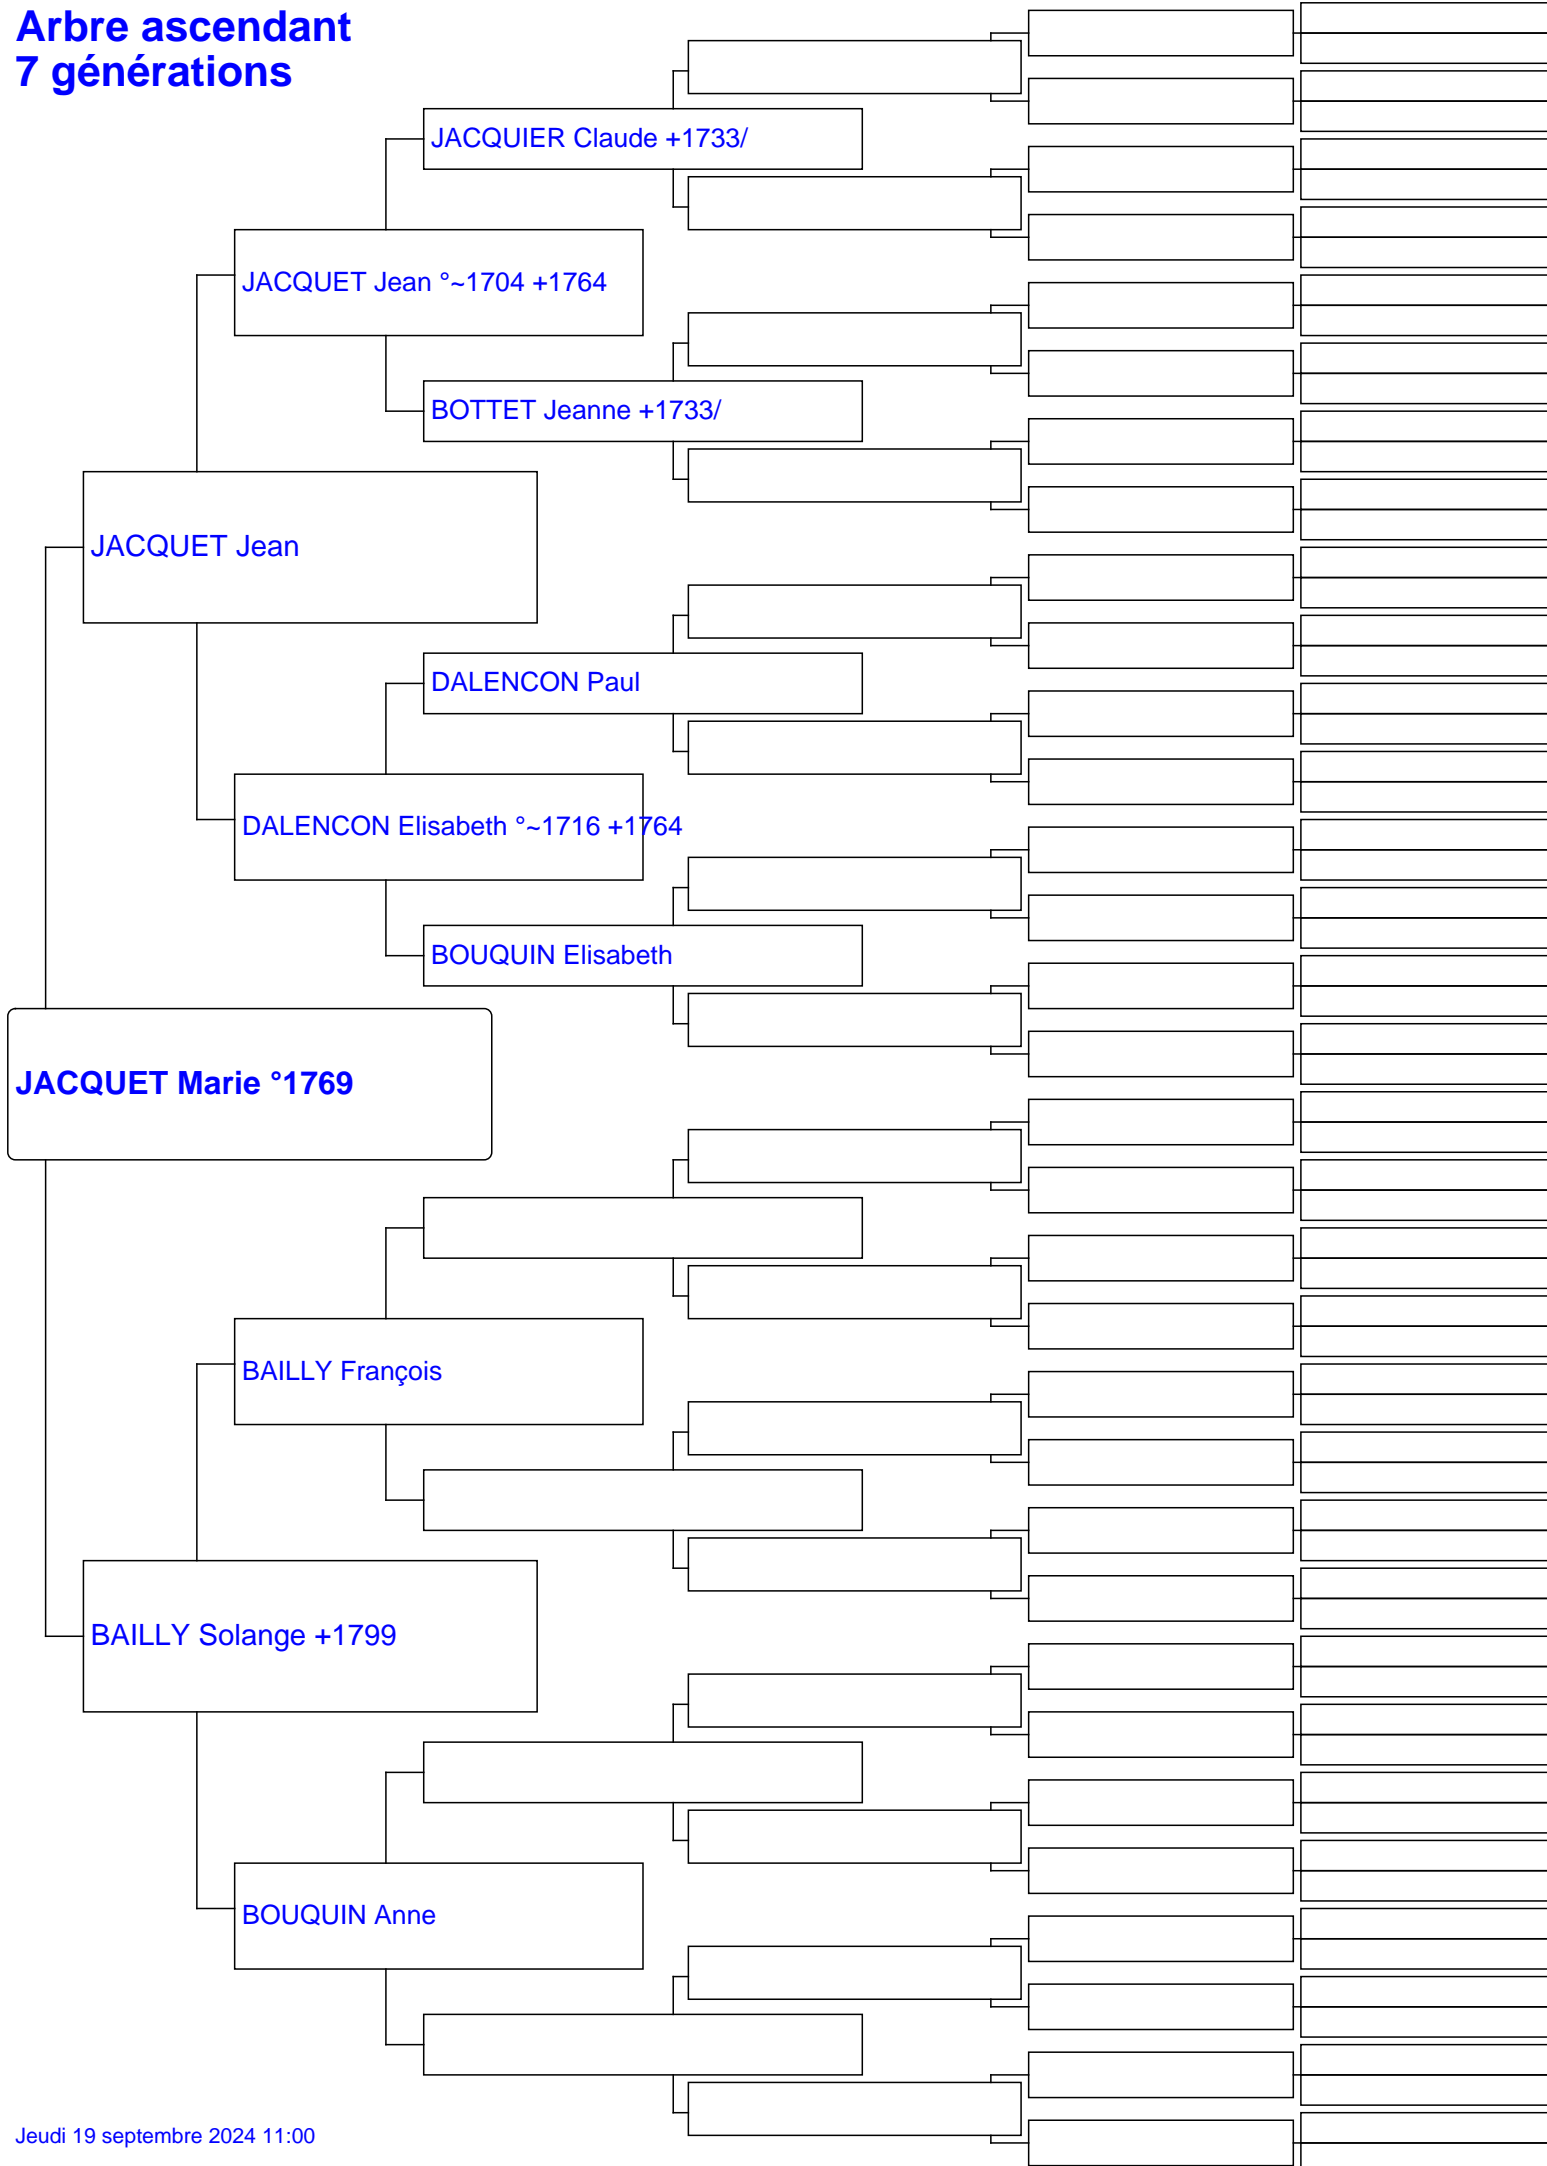 Arbre ascendant
7 générations
JACQUIER Claude +1733/
JACQUET Jean °~1704 +1764
BOTTET Jeanne +1733/
JACQUET Jean
DALENCON Paul
DALENCON Elisabeth °~1716 +1764
BOUQUIN Elisabeth
JACQUET Marie °1769
BAILLY François
BAILLY Solange +1799
BOUQUIN Anne
Jeudi 19 septembre 2024 11:00